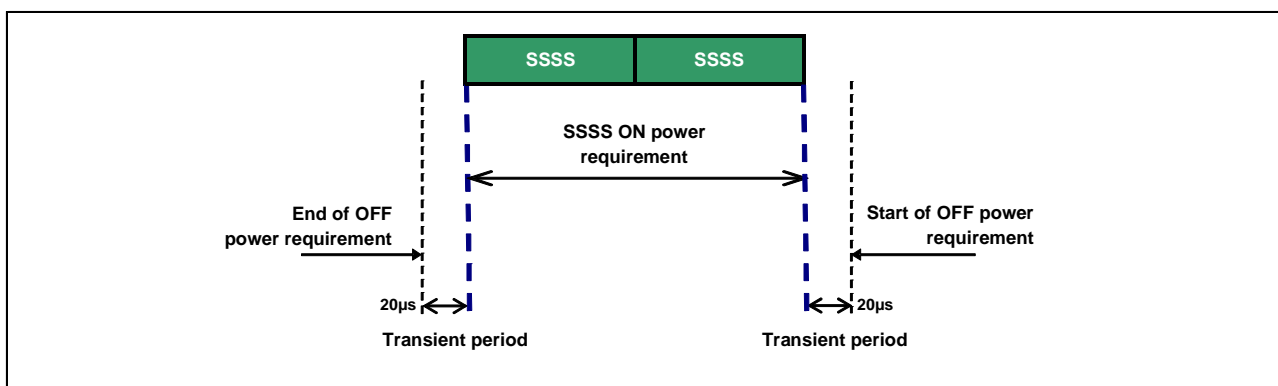 SSSS SSSS
SSSS ON power
requirement
End of OFF
power requirement
Start of OFF power
requirement
20µs
20µs
Transient period
Transient period